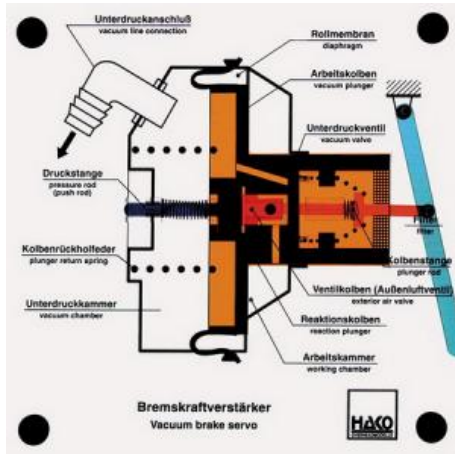 Unterdruckanschluß
vacuum line connection
Rollmembran
diaphragm
Arbeitskolben
vacuum plunger
Unterdruckventil
vacuum valve
Druckstange
pressure rod
(push rod)
Filter
filter
Kolbenrückholfeder
plunger return spring
Kolbenstange
plunger rod
Ventilkolben (Außenluftventil)
exterior air valve
Unterdruckkammer
vacuum chamber
Reaktionskolben
reaction plunger
Arbeitskammer
working chamber
Bremskraftverstärker
Vacuum brake servo
HACO